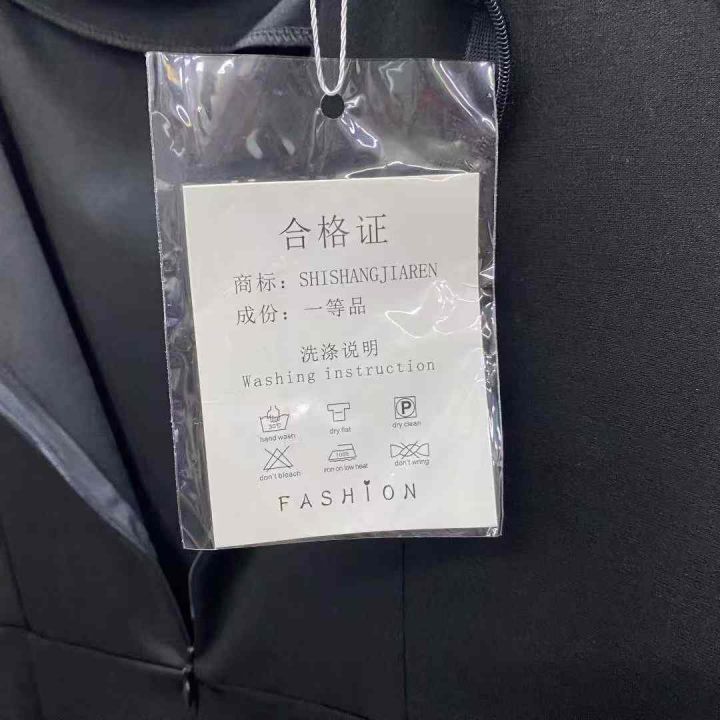 合格证
商标：SHISHANGJIAREN
成份：一等品
洗涤说明
Washing instruction
30℃
P
hand wash
dry flat
dry clean
don't bleach
iron on low heat
don't wring
FASHION